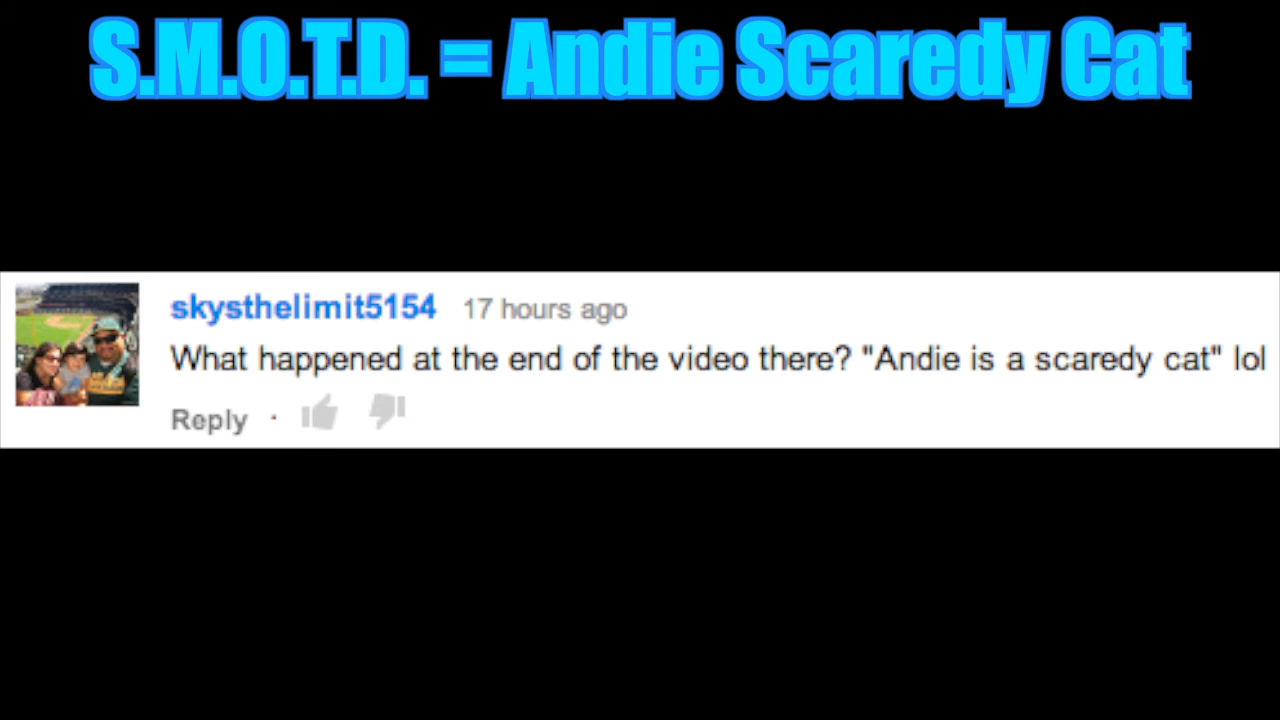 S.M.O.T.D. = Andie Scaredy Cat
skysthelimit5154 17 hours ago
What happened at the end of the video there? "Andie is a scaredy cat" lol
Reply ·